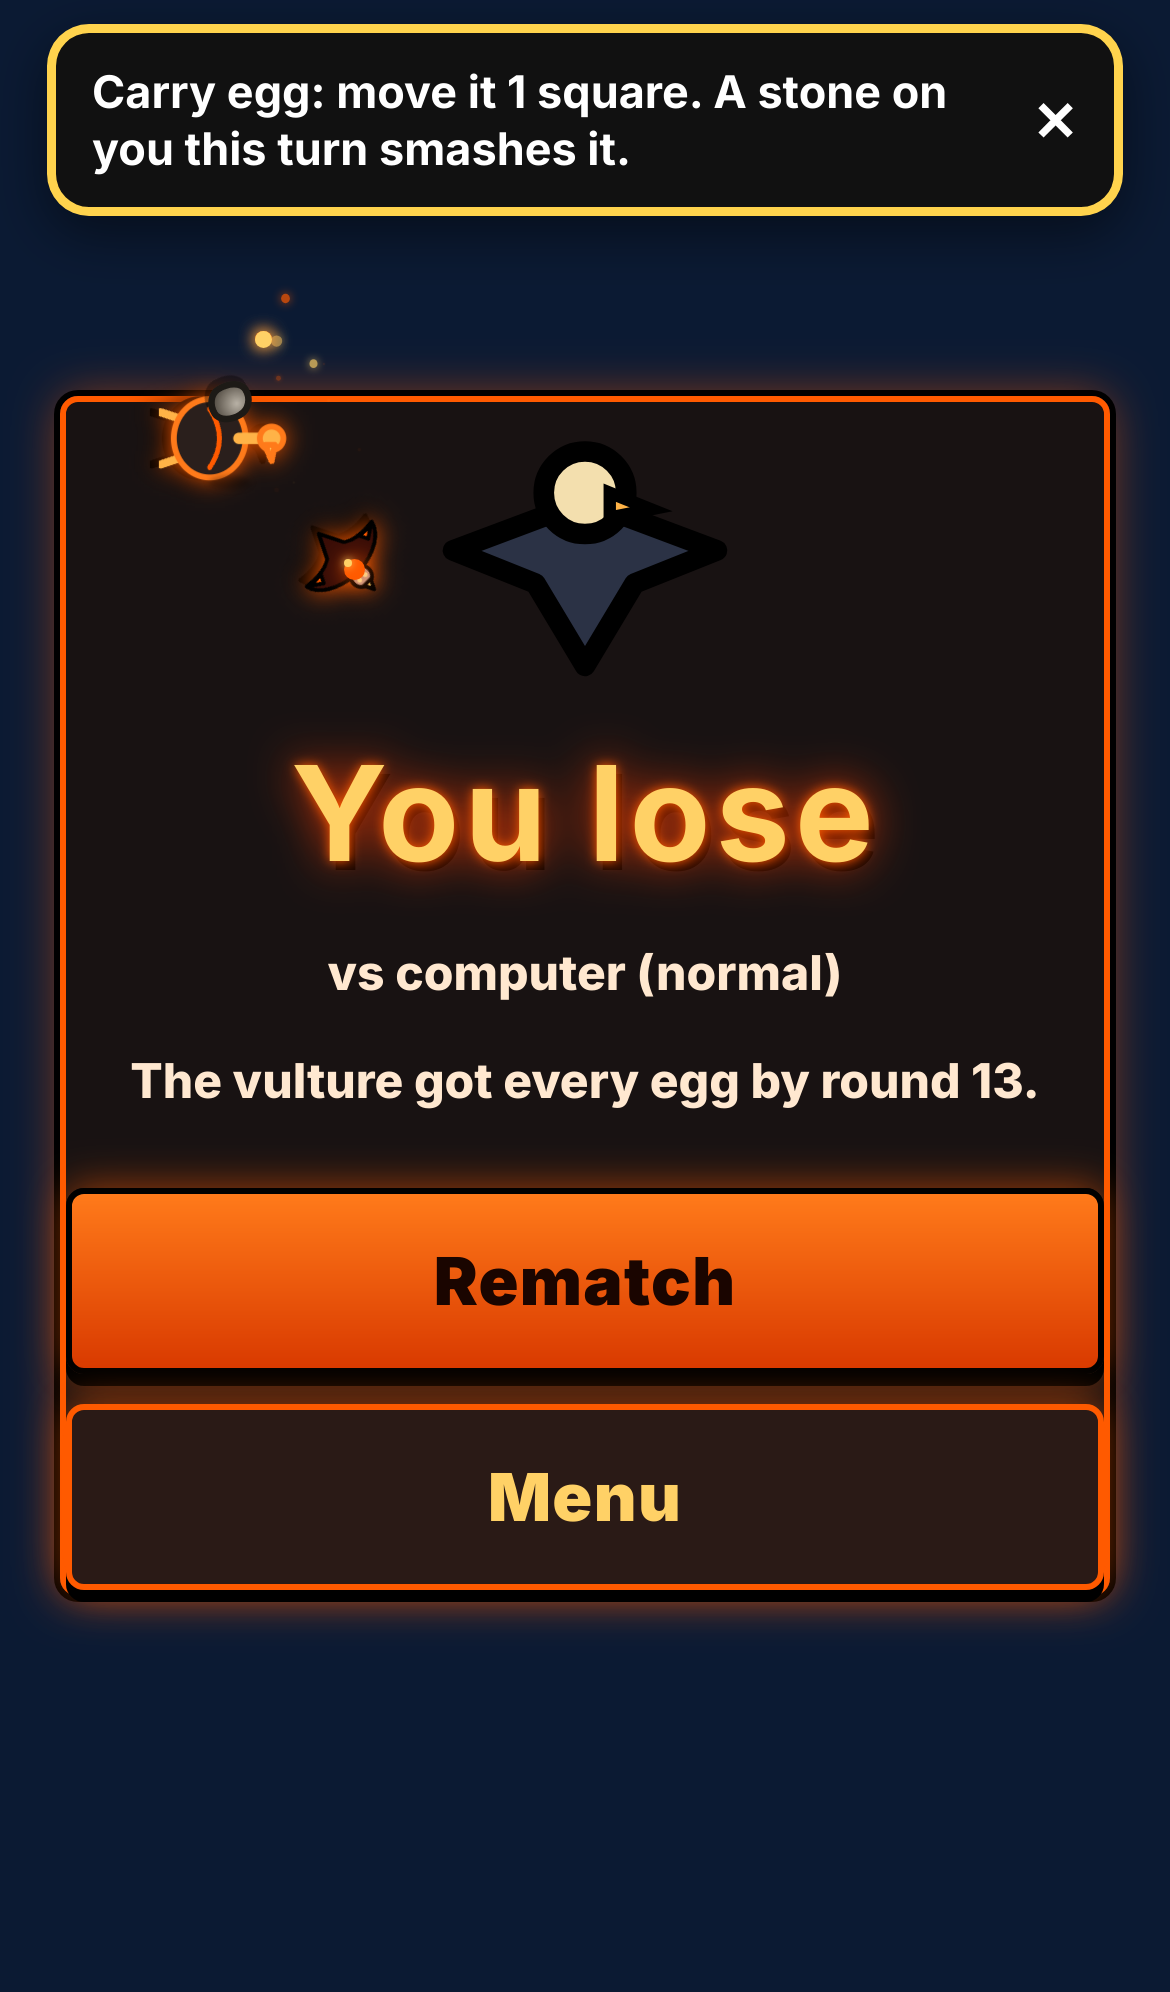 Carry egg: move it 1 square. A stone on
you this turn smashes it.
You lose
vs computer (normal)
The vulture got every egg by round 13.
Rematch
Menu